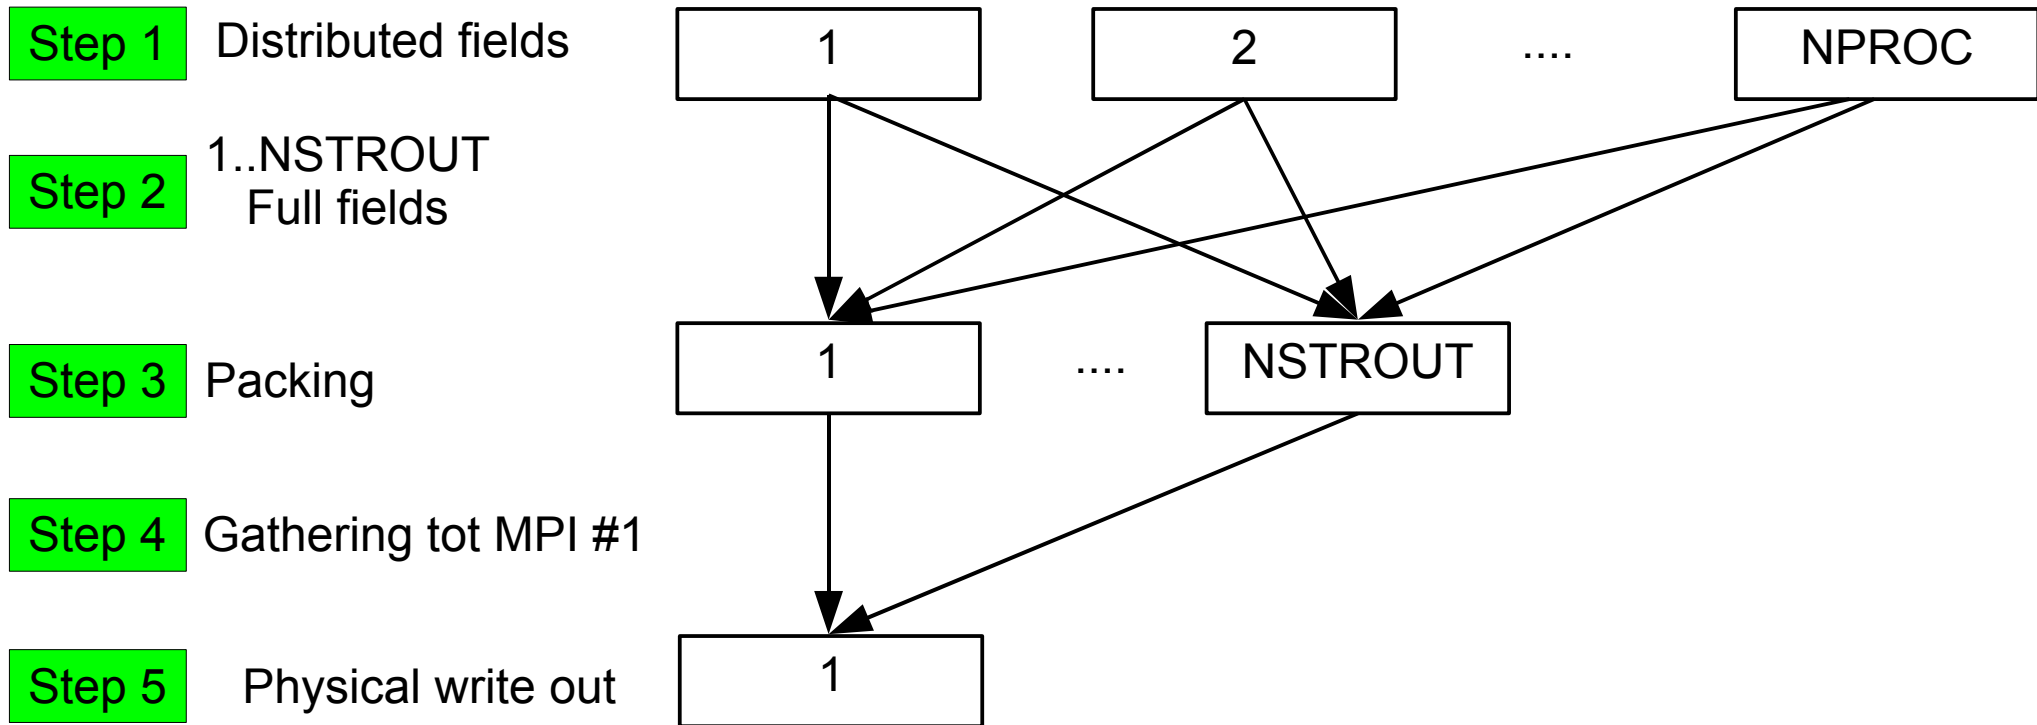 Step 1 Distributed fields 1 2 .... NPROC
Step 2 1..NSTROUT
Full fields
Step 3 Packing 1 .... NSTROUT
Step 4 Gathering tot MPI #1
Step 5 Physical write out 1